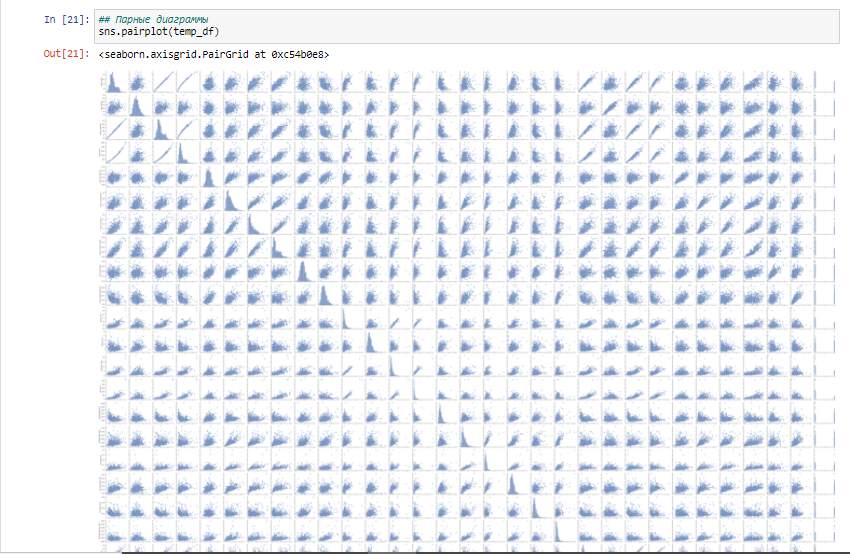 In [21]:
## Парные диаграммы
sns.pairplot(temp_df)
Out[21]:
<seaborn.axisgrid.PairGrid at 0xc54b0e8>